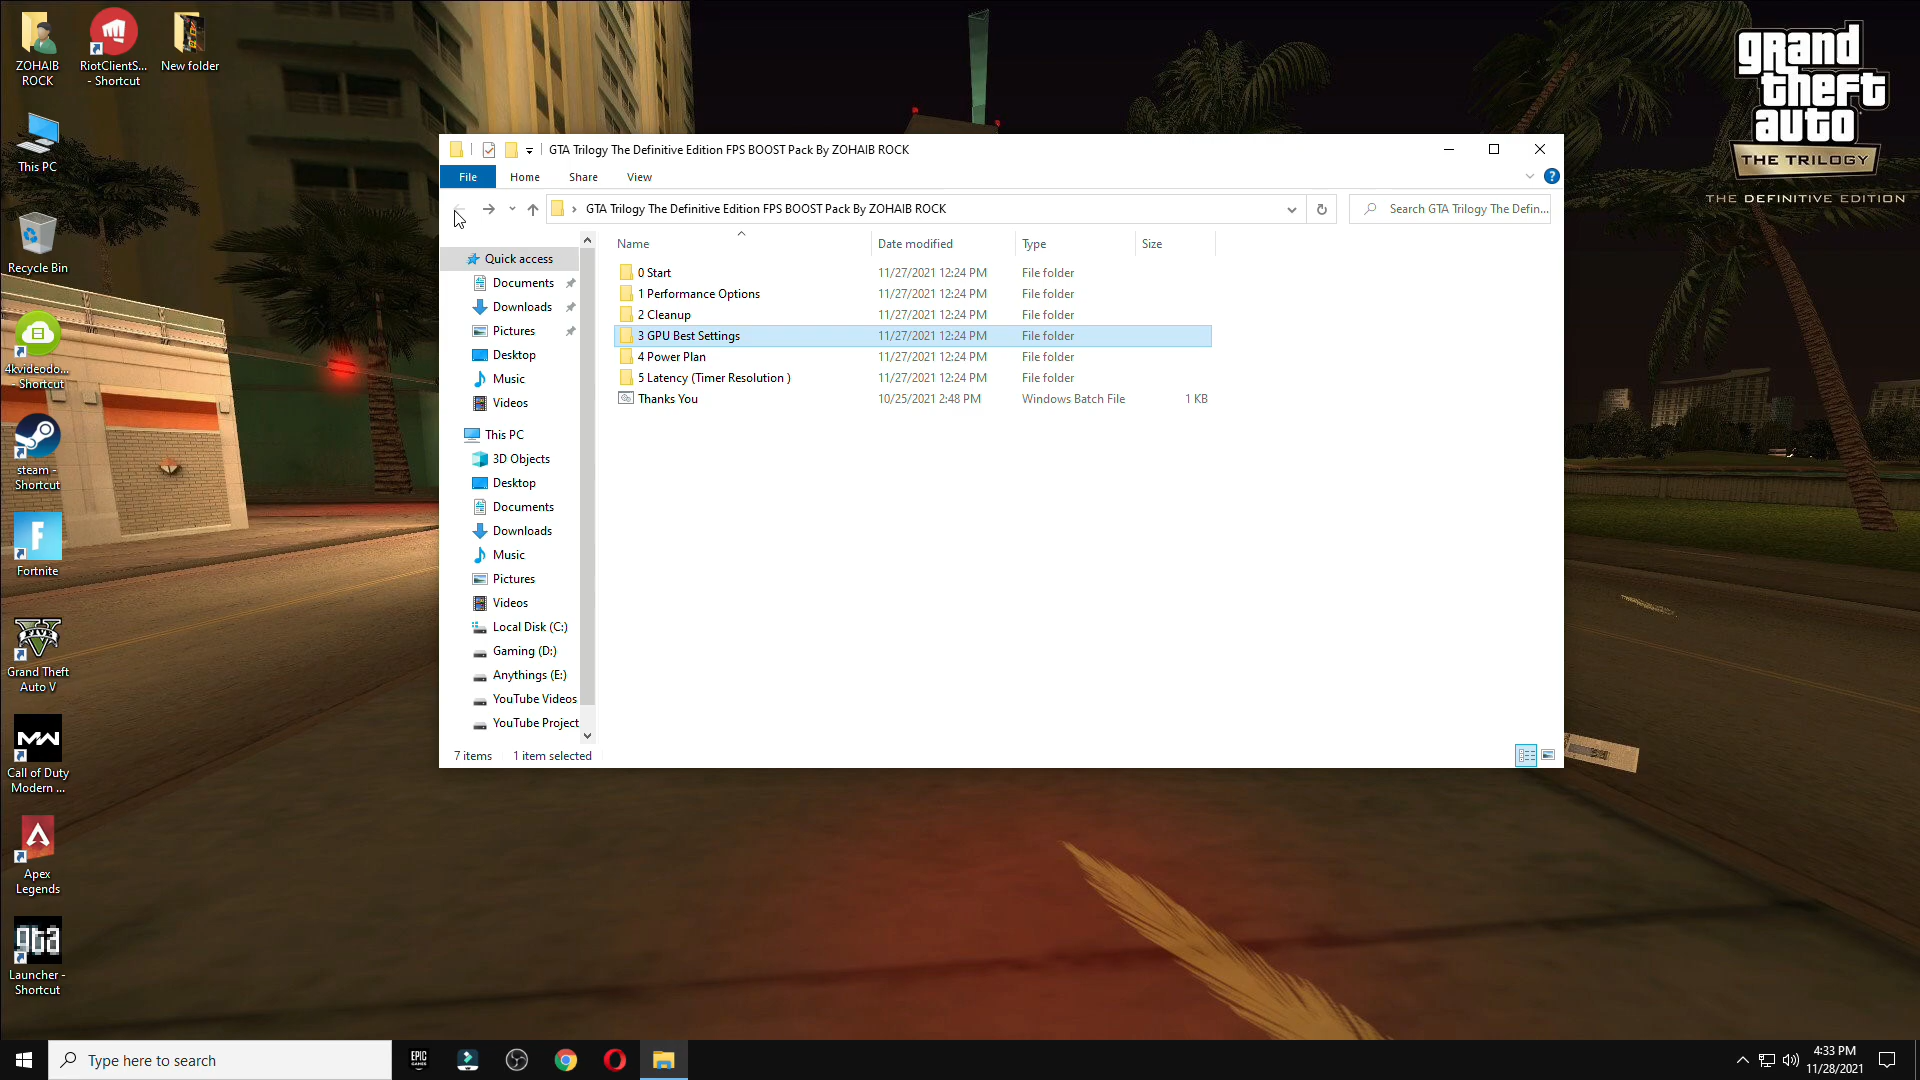 ZOHAIB
ROCK
RiotClientS...
- Shortcut
New folder
This PC
Recycle Bin
4kvideodo...
- Shortcut
steam -
Shortcut
Fortnite
FIVE
Grand Theft
Auto V
MW
Call of Duty
Modern ...
Apex
Legends
gta
Launcher -
Shortcut
grand
theft
auto
THE TRILOGY
THE DEFINITIVE EDITION
GTA Trilogy The Definitive Edition FPS BOOST Pack By ZOHAIB ROCK
File
Home
Share
View
GTA Trilogy The Definitive Edition FPS BOOST Pack By ZOHAIB ROCK
Search GTA Trilogy The Defin...
Quick access
Documents
Downloads
Pictures
Desktop
Music
Videos
This PC
3D Objects
Desktop
Documents
Downloads
Music
Pictures
Videos
Local Disk (C:)
Gaming (D:)
Anythings (E:)
YouTube Videos
YouTube Project
Name Date modified Type Size
0 Start 11/27/2021 12:24 PM File folder
1 Performance Options 11/27/2021 12:24 PM File folder
2 Cleanup 11/27/2021 12:24 PM File folder
3 GPU Best Settings 11/27/2021 12:24 PM File folder
4 Power Plan 11/27/2021 12:24 PM File folder
5 Latency (Timer Resolution ) 11/27/2021 12:24 PM File folder
Thanks You 10/25/2021 2:48 PM Windows Batch File 1 KB
7 items 1 item selected
Type here to search
EPIC
GAMES
4:33 PM
11/28/2021